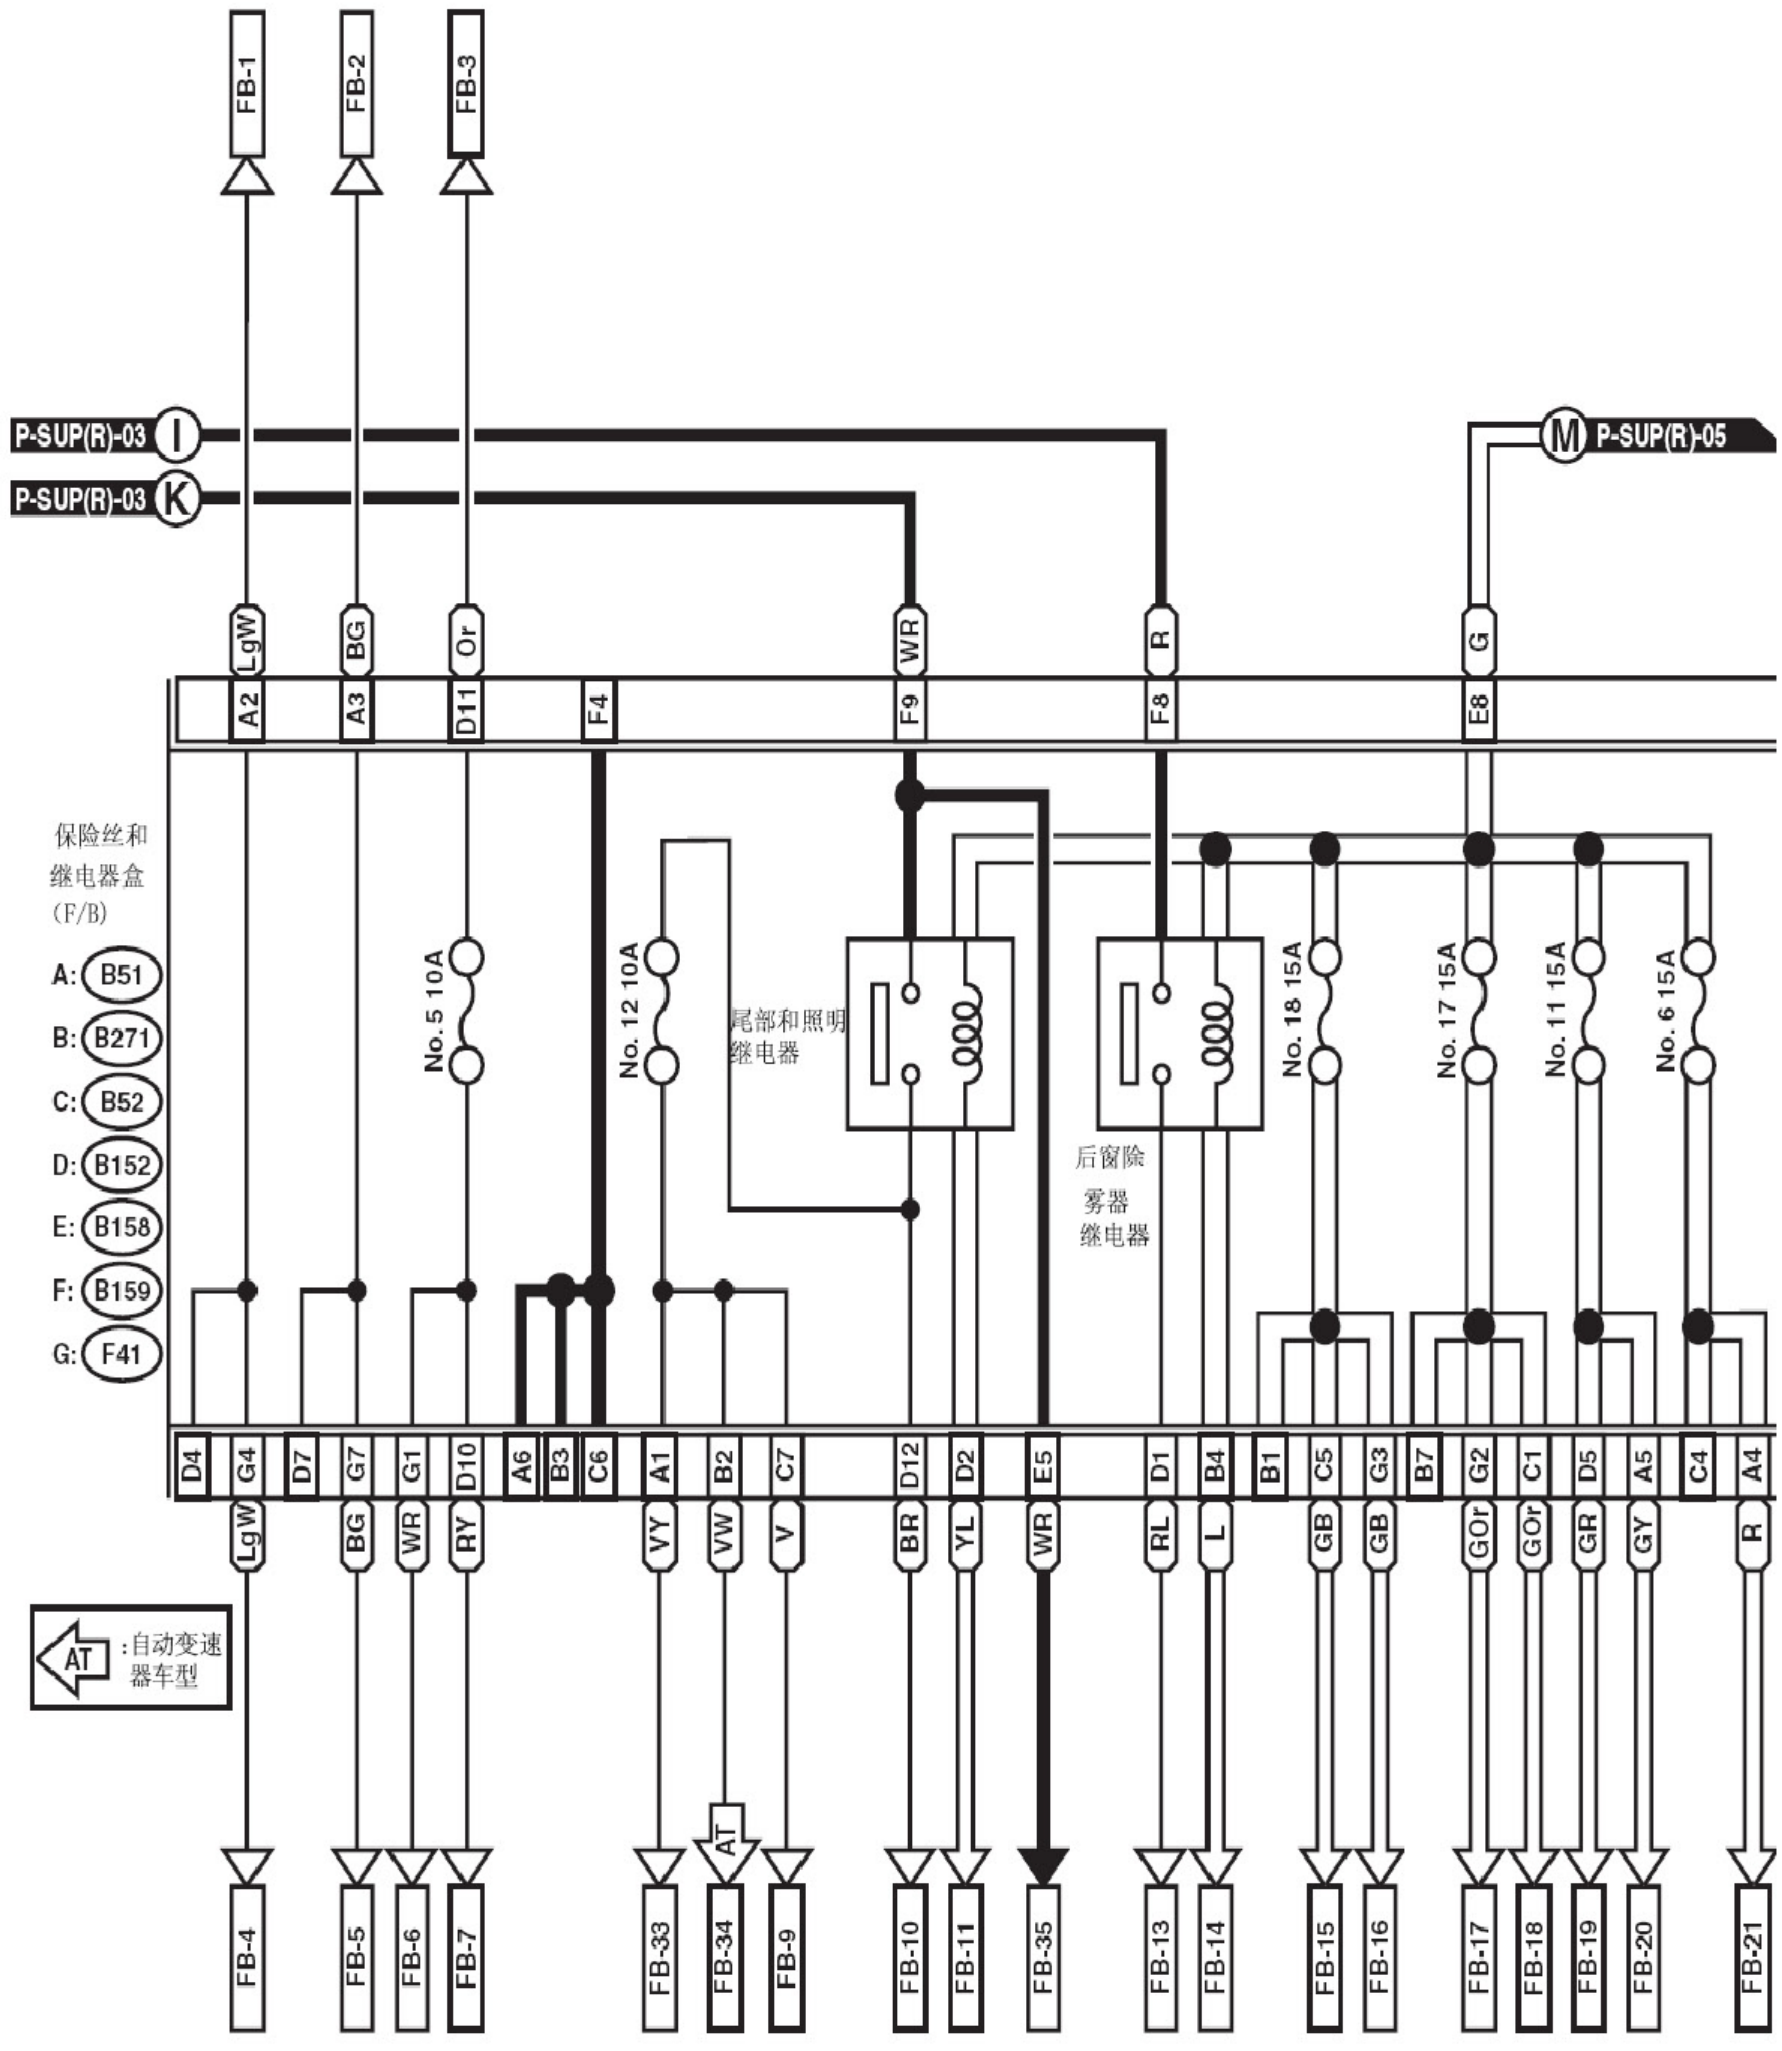 FB-1
FB-2
FB-3
P-SUP(R)-03
I
M
P-SUP(R)-05
P-SUP(R)-03
K
LgW
BG
Or
WR
R
G
A2
A3
D11
F4
F9
F8
E8
保险丝和
继电器盒
(F/B)
A:
B51
B:
B271
C:
B52
D:
B152
E:
B158
F:
B159
G:
F41
No. 5 10A
No. 12 10A
尾部和照明
继电器
后窗除
雾器
继电器
No. 18 15A
No. 17 15A
No. 11 15A
No. 6 15A
D4
G4
D7
G7
G1
D10
A6
B3
C6
A1
B2
C7
D12
D2
E5
D1
B4
B1
C5
G3
B7
G2
C1
D5
A5
C4
A4
LgW
BG
WR
RY
VY
VW
V
BR
YL
WR
RL
L
GB
GB
GOr
GOr
GR
GY
R
AT
:自动变速
器车型
AT
FB-4
FB-5
FB-6
FB-7
FB-33
FB-34
FB-9
FB-10
FB-11
FB-35
FB-13
FB-14
FB-15
FB-16
FB-17
FB-18
FB-19
FB-20
FB-21